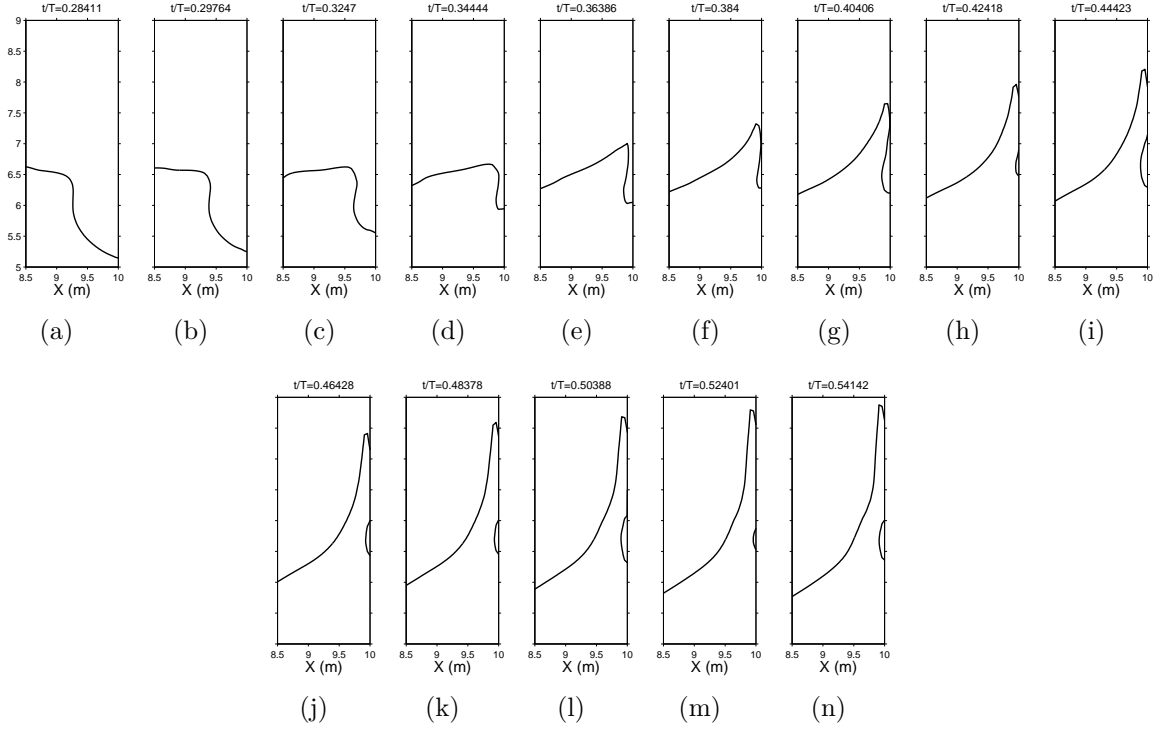 t/T=0.28411 t/T=0.29764 t/T=0.3247 t/T=0.34444 t/T=0.36386 t/T=0.384 t/T=0.40406 t/T=0.42418 t/T=0.44423
9
8.5
8
7.5
7
6.5
6
5.5
5
8.5 9 9.5 10 8.5 9 9.5 10 8.5 9 9.5 10 8.5 9 9.5 10 8.5 9 9.5 10 8.5 9 9.5 10 8.5 9 9.5 10 8.5 9 9.5 10 8.5 9 9.5 10
X (m) X (m) X (m) X (m) X (m) X (m) X (m) X (m) X (m)
(a) (b) (c) (d) (e) (f) (g) (h) (i)
t/T=0.46428 t/T=0.48378 t/T=0.50388 t/T=0.52401 t/T=0.54142
8.5 9 9.5 10 8.5 9 9.5 10 8.5 9 9.5 10 8.5 9 9.5 10 8.5 9 9.5 10
X (m) X (m) X (m) X (m) X (m)
(j) (k) (l) (m) (n)